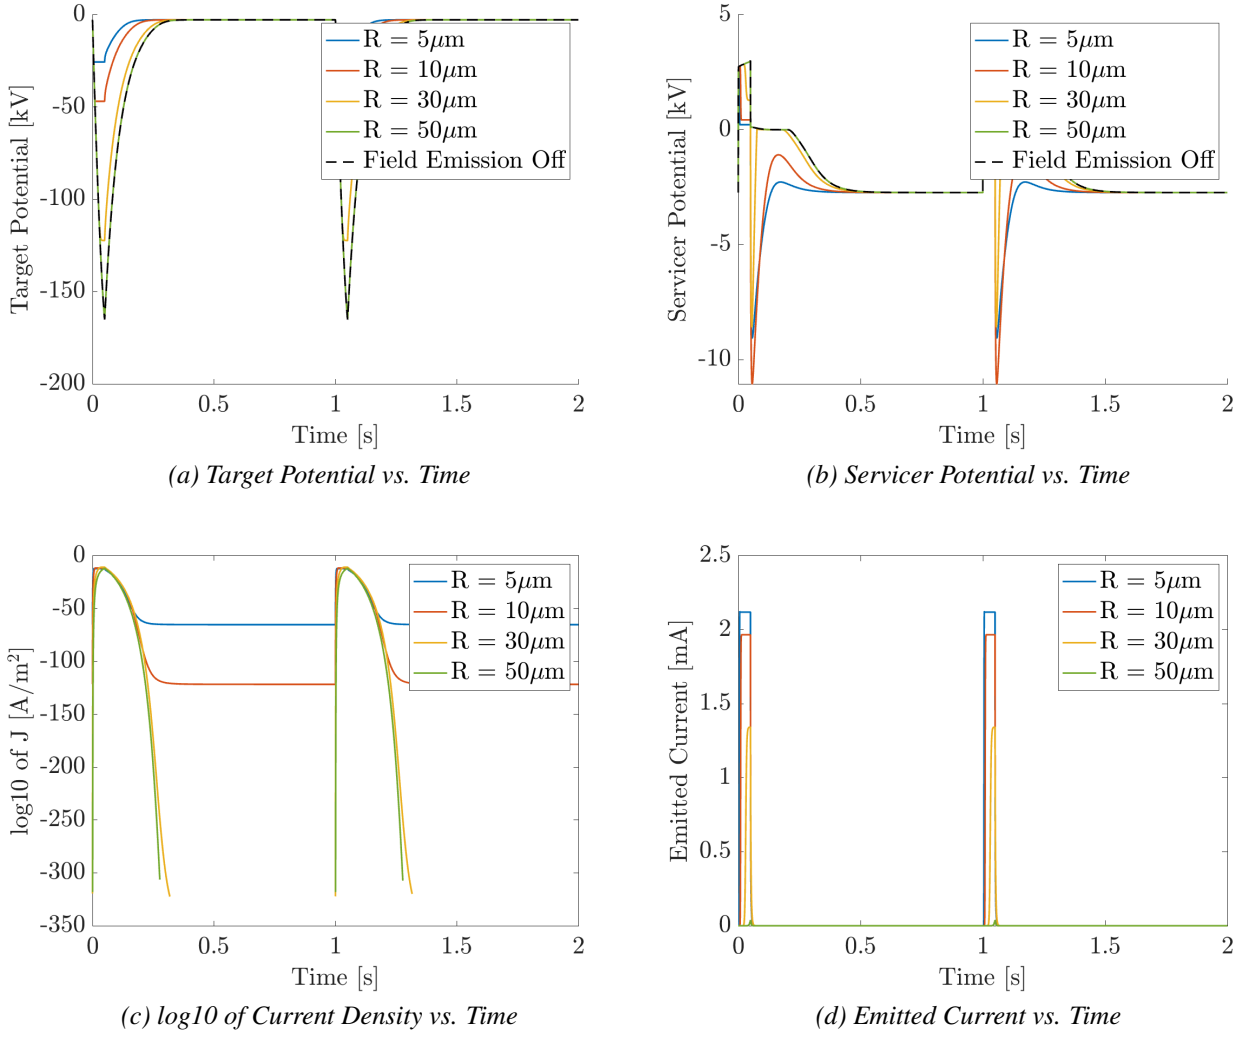 0
-50
-100
-150
-200
Target Potential [kV]
0
0.5
1
1.5
2
Time [s]
R = 5μm
R = 10μm
R = 30μm
R = 50μm
Field Emission Off
(a) Target Potential vs. Time
5
0
-5
-10
Servicer Potential [kV]
0
0.5
1
1.5
2
Time [s]
R = 5μm
R = 10μm
R = 30μm
R = 50μm
Field Emission Off
(b) Servicer Potential vs. Time
0
-50
-100
-150
-200
-250
-300
-350
log10 of J [A/m²]
0
0.5
1
1.5
2
Time [s]
R = 5μm
R = 10μm
R = 30μm
R = 50μm
(c) log10 of Current Density vs. Time
2.5
2
1.5
1
0.5
0
Emitted Current [mA]
0
0.5
1
1.5
2
Time [s]
R = 5μm
R = 10μm
R = 30μm
R = 50μm
(d) Emitted Current vs. Time